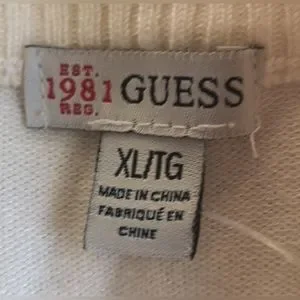 EST.
1981 GUESS
REG.
XL/TG
MADE IN CHINA
FABRIQUÉ EN
CHINE